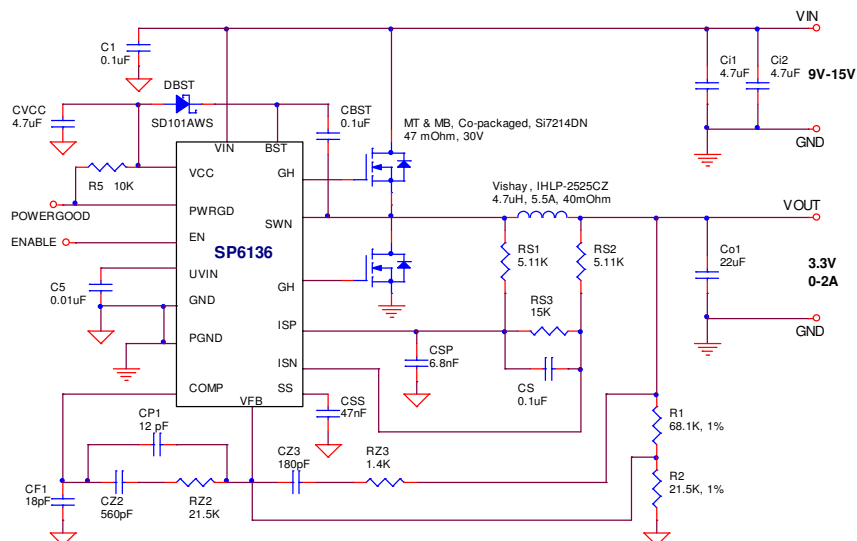 VIN
C1
0.1uF
Ci1
4.7uF
Ci2
4.7uF
9V-15V
DBST
SD101AWS
CVCC
4.7uF
CBST
0.1uF
MT & MB, Co-packaged, Si7214DN
47 mOhm, 30V
GND
VIN
BST
R5 10K
VCC
GH
Vishay, IHLP-2525CZ
4.7uH, 5.5A, 40mOhm
POWERGOOD
PWRGD
SWN
VOUT
ENABLE
EN
SP6136
RS1
5.11K
RS2
5.11K
Co1
22uF
3.3V
0-2A
UVIN
C5
0.01uF
GND
GH
RS3
15K
ISP
GND
PGND
CSP
6.8nF
ISN
CS
0.1uF
COMP
SS
VFB
CSS
47nF
CP1
12 pF
R1
68.1K, 1%
CZ3
180pF
RZ3
1.4K
CF1
18pF
CZ2
560pF
RZ2
21.5K
R2
21.5K, 1%